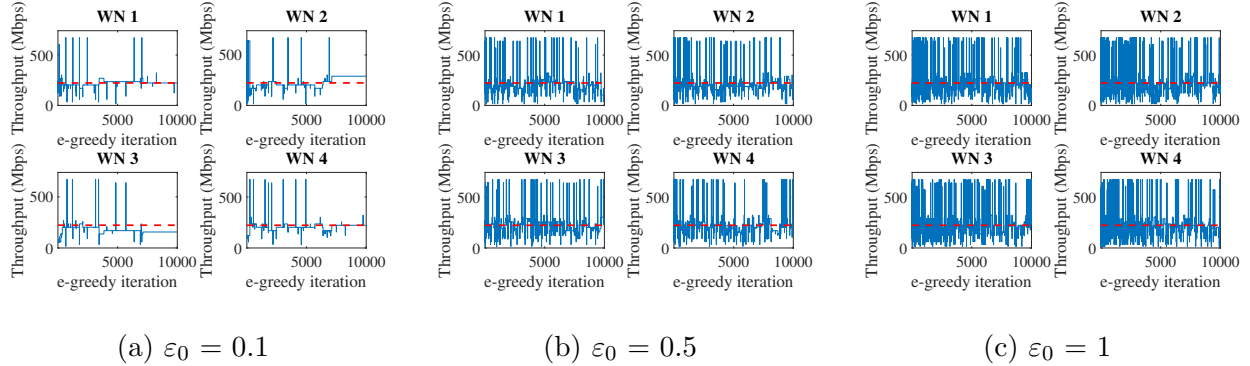 WN 1
WN 2
Throughput (Mbps)
500
0
5000
10000
e-greedy iteration
Throughput (Mbps)
500
0
5000
10000
e-greedy iteration
WN 3
WN 4
Throughput (Mbps)
500
0
5000
10000
e-greedy iteration
Throughput (Mbps)
500
0
5000
10000
e-greedy iteration
(a) ε₀ = 0.1
WN 1
WN 2
Throughput (Mbps)
500
0
5000
10000
e-greedy iteration
Throughput (Mbps)
500
0
5000
10000
e-greedy iteration
WN 3
WN 4
Throughput (Mbps)
500
0
5000
10000
e-greedy iteration
Throughput (Mbps)
500
0
5000
10000
e-greedy iteration
(b) ε₀ = 0.5
WN 1
WN 2
Throughput (Mbps)
500
0
5000
10000
e-greedy iteration
Throughput (Mbps)
500
0
5000
10000
e-greedy iteration
WN 3
WN 4
Throughput (Mbps)
500
0
5000
10000
e-greedy iteration
Throughput (Mbps)
500
0
5000
10000
e-greedy iteration
(c) ε₀ = 1